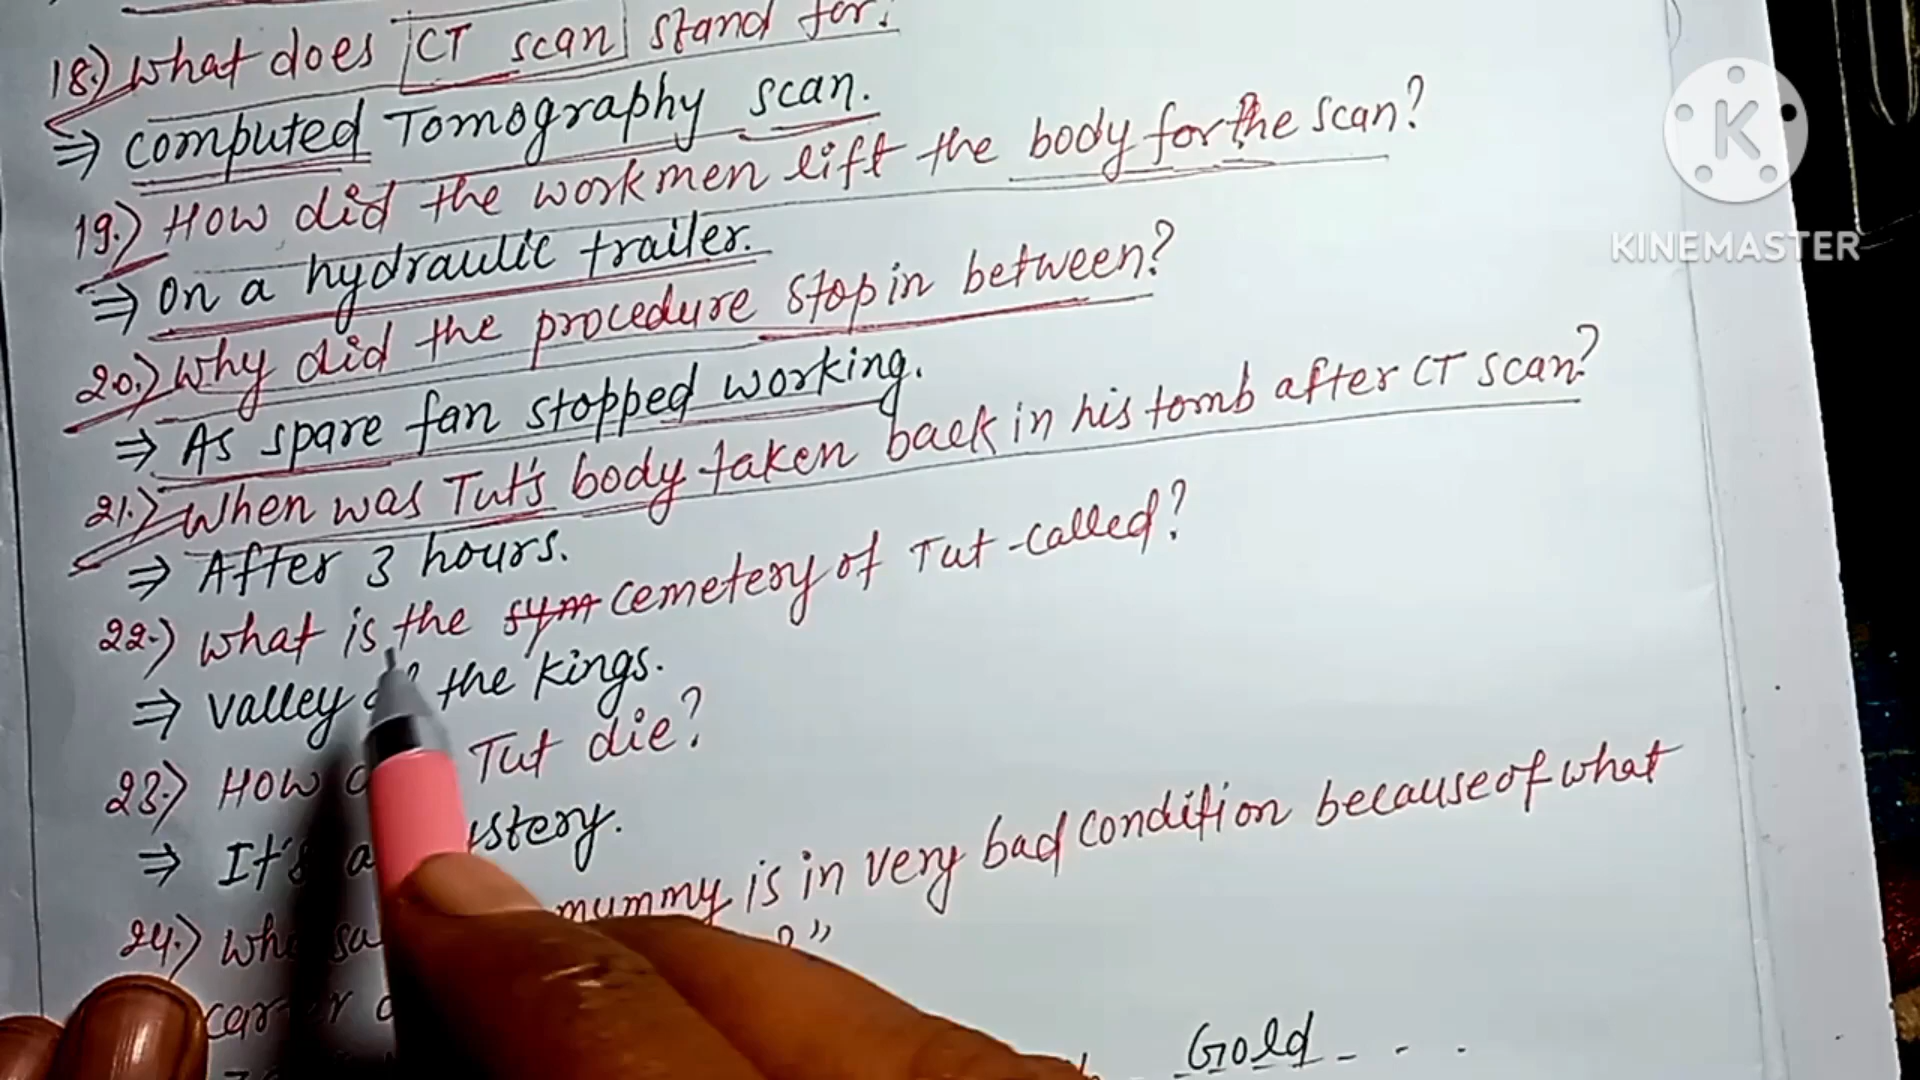 18.) What does CT scan stand for?
⇒ Computed Tomography scan.
19.) How did the workmen lift the body for the scan?
⇒ On a hydraulic trailer.
20.) Why did the procedure stop in between?
⇒ As spare fan stopped working.
21.) When was Tut's body taken back in his tomb after CT scan?
⇒ After 3 hours.
22.) What is the sym cemetery of Tut called?
⇒ Valley of the Kings.
23.) How Tut die?
⇒ It's a
24.) mummy is in very bad condition because of what
Gold - - .
K
KINEMASTER